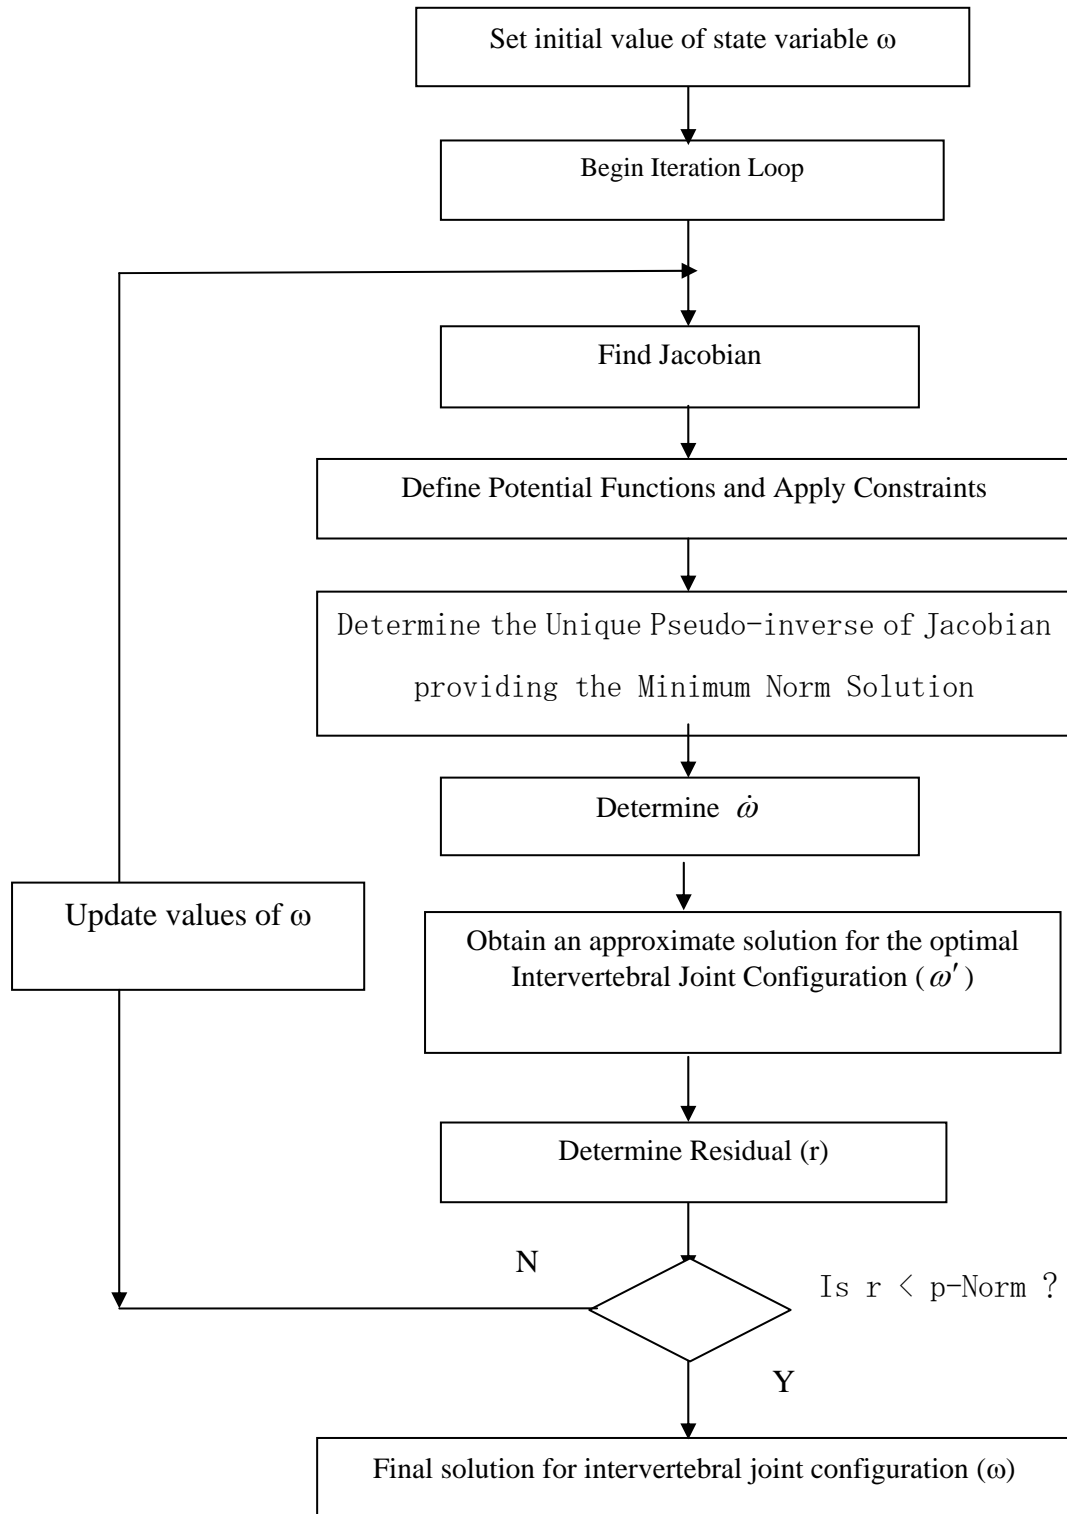 Set initial value of state variable ω
Begin Iteration Loop
Find Jacobian
Define Potential Functions and Apply Constraints
Determine the Unique Pseudo-inverse of Jacobian
providing the Minimum Norm Solution
Determine ω̇
Update values of ω
Obtain an approximate solution for the optimal
Intervertebral Joint Configuration ( ω′ )
Determine Residual (r)
N
Is r < p-Norm ?
Y
Final solution for intervertebral joint configuration (ω)